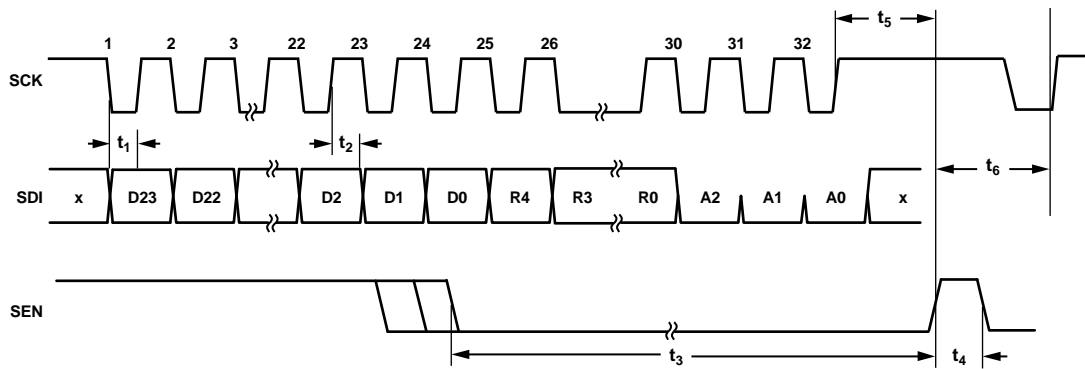 t5
1 2 3 22 23 24 25 26 30 31 32
SCK
t1 t2 t6
SDI x D23 D22 D2 D1 D0 R4 R3 R0 A2 A1 A0 x
SEN
t3 t4